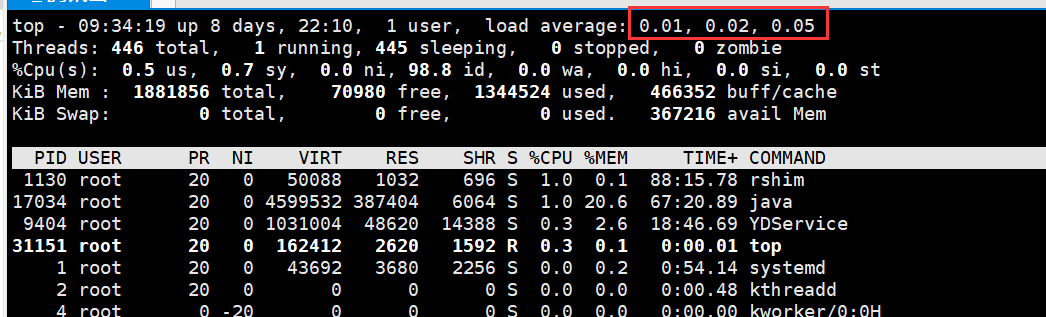 top - 09:34:19 up 8 days, 22:10,  1 user,  load average: 0.01, 0.02, 0.05
Threads: 446 total,   1 running, 445 sleeping,   0 stopped,   0 zombie
%Cpu(s):  0.5 us,  0.7 sy,  0.0 ni, 98.8 id,  0.0 wa,  0.0 hi,  0.0 si,  0.0 st
KiB Mem :  1881856 total,    70980 free,  1344524 used,   466352 buff/cache
KiB Swap:        0 total,        0 free,        0 used.   367216 avail Mem
PID USER      PR  NI    VIRT    RES    SHR S %CPU %MEM     TIME+ COMMAND
1130 root      20   0   50088   1032    696 S  1.0  0.1  88:15.78 rshim
17034 root      20   0 4599532 387404   6064 S  1.0 20.6  67:20.89 java
9404 root      20   0 1031004  48620  14388 S  0.3  2.6  18:46.69 YDService
31151 root      20   0  162412   2620   1592 R  0.3  0.1   0:00.01 top
1 root      20   0   43692   3680   2256 S  0.0  0.2   0:54.14 systemd
2 root      20   0       0      0      0 S  0.0  0.0   0:00.48 kthreadd
4 root       0 -20       0      0      0 S  0.0  0.0   0:00.00 kworker/0:0H